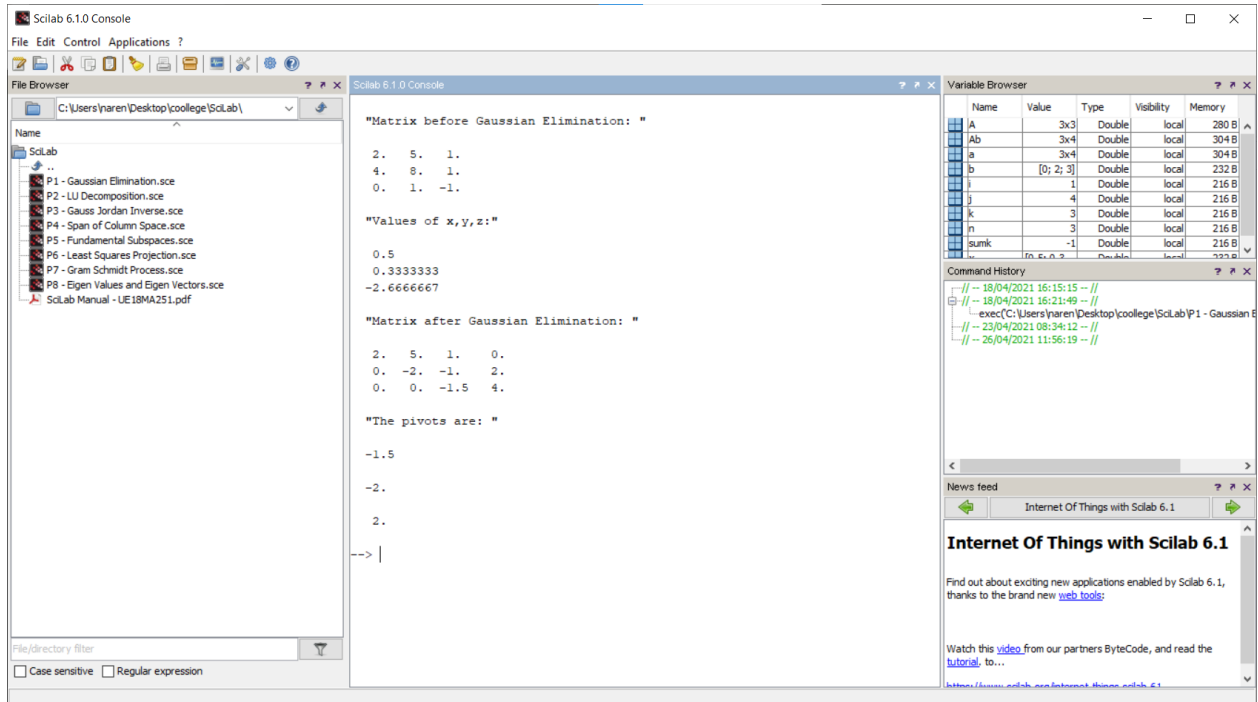 Scilab 6.1.0 Console
File Edit Control Applications ?
File Browser ? ↗ X
C:\Users\naren\Desktop\coollege\SciLab\
Name
SciLab
..
P1 - Gaussian Elimination.sce
P2 - LU Decomposition.sce
P3 - Gauss Jordan Inverse.sce
P4 - Span of Column Space.sce
P5 - Fundamental Subspaces.sce
P6 - Least Squares Projection.sce
P7 - Gram Schmidt Process.sce
P8 - Eigen Values and Eigen Vectors.sce
SciLab Manual - UE18MA251.pdf
File/directory filter
Case sensitive Regular expression
Scilab 6.1.0 Console ? ↗ X
"Matrix before Gaussian Elimination: "
2. 5. 1.
4. 8. 1.
0. 1. -1.
"Values of x,y,z:"
0.5
0.3333333
-2.6666667
"Matrix after Gaussian Elimination: "
2. 5. 1. 0.
0. -2. -1. 2.
0. 0. -1.5 4.
"The pivots are: "
-1.5
-2.
2.
-->
Variable Browser ? ↗ X
Name Value Type Visibility Memory
A 3x3 Double local 280 B
Ab 3x4 Double local 304 B
a 3x4 Double local 304 B
b [0; 2; 3] Double local 232 B
i 1 Double local 216 B
j 4 Double local 216 B
k 3 Double local 216 B
n 3 Double local 216 B
sumk -1 Double local 216 B
Command History ? ↗ X
// -- 18/04/2021 16:15:15 -- //
// -- 18/04/2021 16:21:49 -- //
exec('C:\Users\naren\Desktop\coollege\SciLab\P1 - Gaussian E
// -- 23/04/2021 08:34:12 -- //
// -- 26/04/2021 11:56:19 -- //
News feed ? ↗ X
Internet Of Things with Scilab 6.1
Internet Of Things with Scilab 6.1
Find out about exciting new applications enabled by Scilab 6.1,
thanks to the brand new web tools:
Watch this video from our partners ByteCode, and read the
tutorial. to...
https://www.scilab.org/internet-things-scilab-61